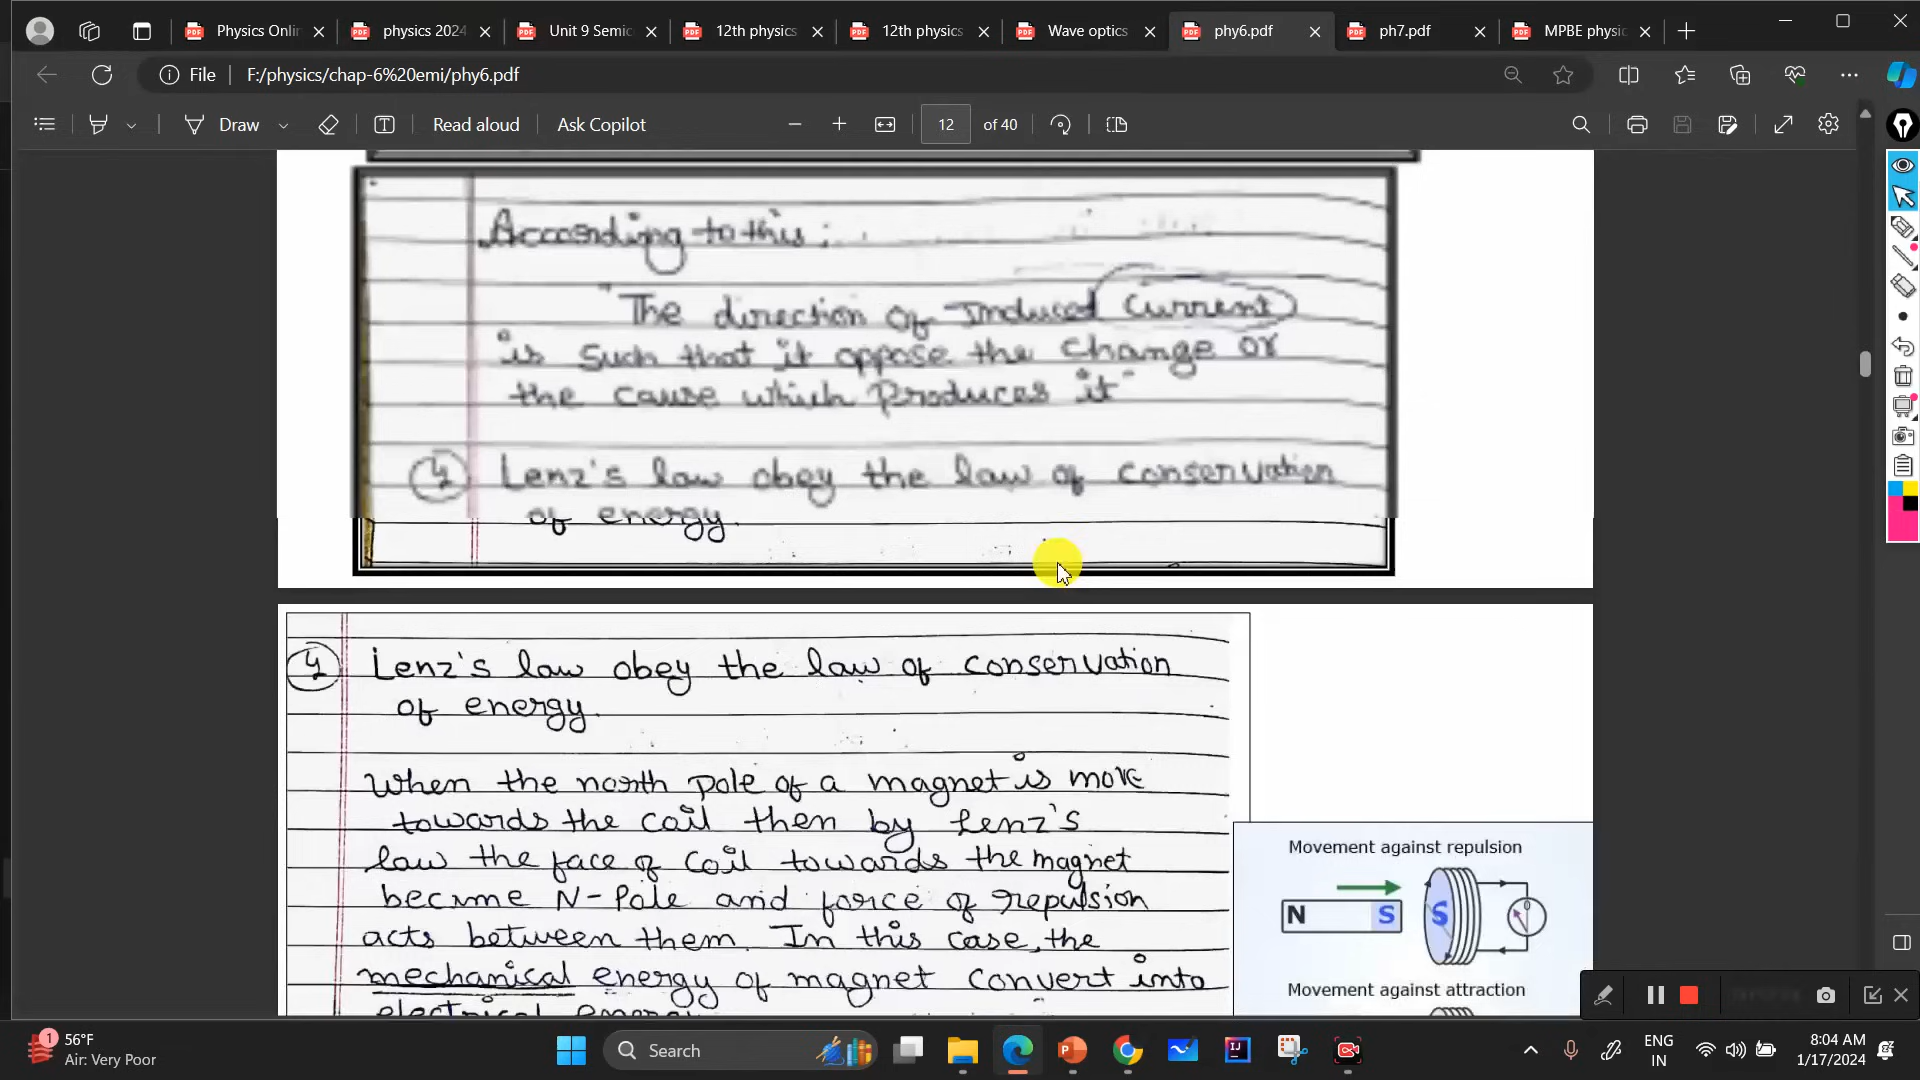 Physics Onlin
physics 2024
Unit 9 Semic
12th physics
12th physics
Wave optics
phy6.pdf
ph7.pdf
MPBE physic
File
F:/physics/chap-6%20emi/phy6.pdf
Draw
Read aloud
Ask Copilot
12
of 40
According to this :
"The direction of Induced Current
is such that it oppose the change or
the cause which Produces it"
4 Lenz's law obey the law of conservation
of energy.
4 Lenz's law obey the law of conservation
of energy.
When the north pole of a magnet is move
towards the coil then by Lenz's
law the face of coil towards the magnet
become N-Pole and force of repulsion
acts between them. In this case, the
mechanical energy of magnet convert into
electrical energy
Movement against repulsion
N
S
S
0
Movement against attraction
1
56°F
Air: Very Poor
Search
ENG
IN
8:04 AM
1/17/2024